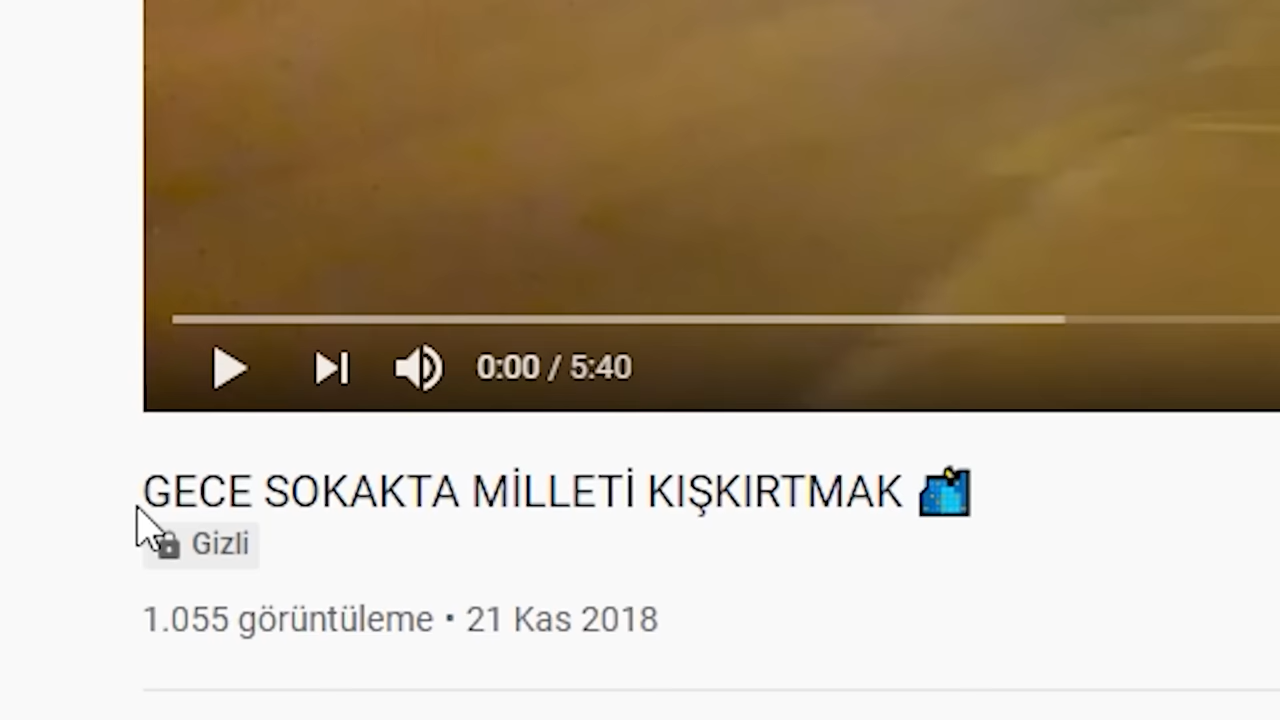 0:00 / 5:40
GECE SOKAKTA MİLLETİ KIŞKIRTMAK
Gizli
1.055 görüntüleme • 21 Kas 2018